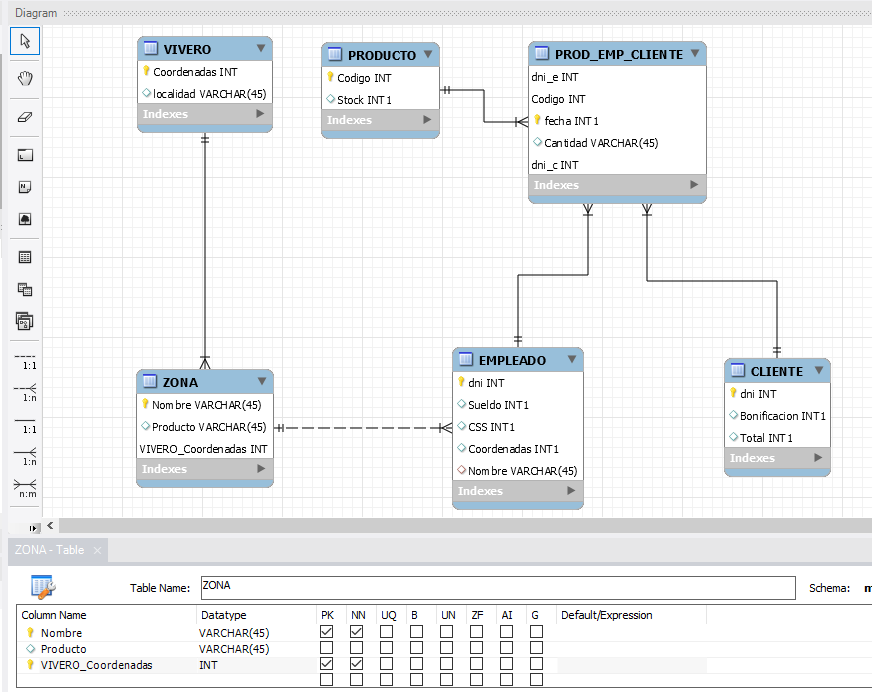 Diagram
VIVERO
Coordenadas INT
localidad VARCHAR(45)
Indexes
PRODUCTO
Codigo INT
Stock INT1
Indexes
PROD_EMP_CLIENTE
dni_e INT
Codigo INT
fecha INT1
Cantidad VARCHAR(45)
dni_c INT
Indexes
ZONA
Nombre VARCHAR(45)
Producto VARCHAR(45)
VIVERO_Coordenadas INT
Indexes
EMPLEADO
dni INT
Sueldo INT1
CSS INT1
Coordenadas INT1
Nombre VARCHAR(45)
Indexes
CLIENTE
dni INT
Bonificacion INT1
Total INT1
Indexes
1:1
1:n
1:1
1:n
n:m
ZONA - Table
Table Name: ZONA Schema: m
Column Name Datatype PK NN UQ B UN ZF AI G Default/Expression
Nombre VARCHAR(45)
Producto VARCHAR(45)
VIVERO_Coordenadas INT